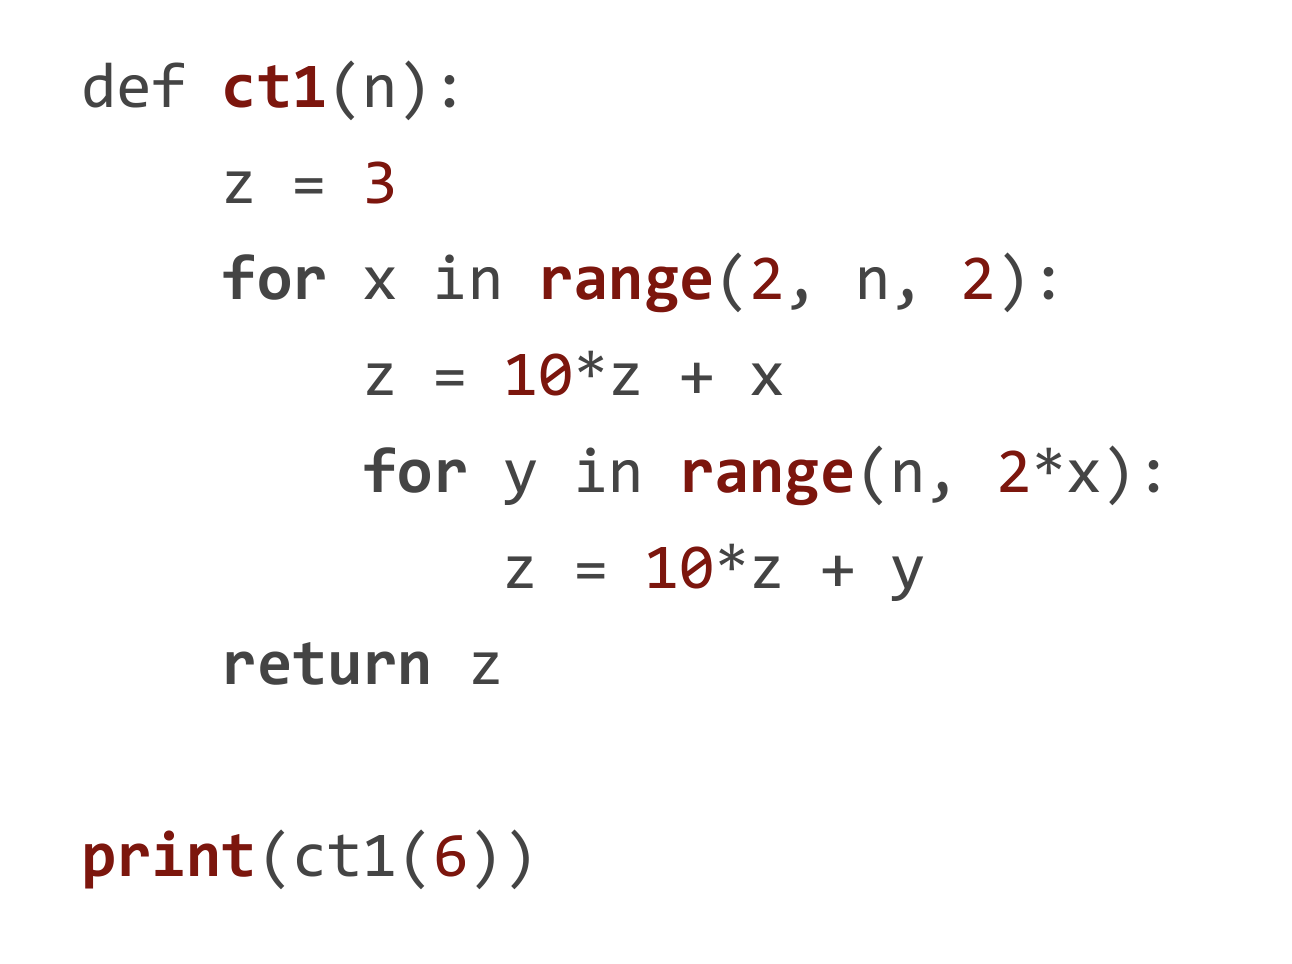 def ct1(n):
    z = 3
    for x in range(2, n, 2):
        z = 10*z + x
        for y in range(n, 2*x):
            z = 10*z + y
    return z

print(ct1(6))